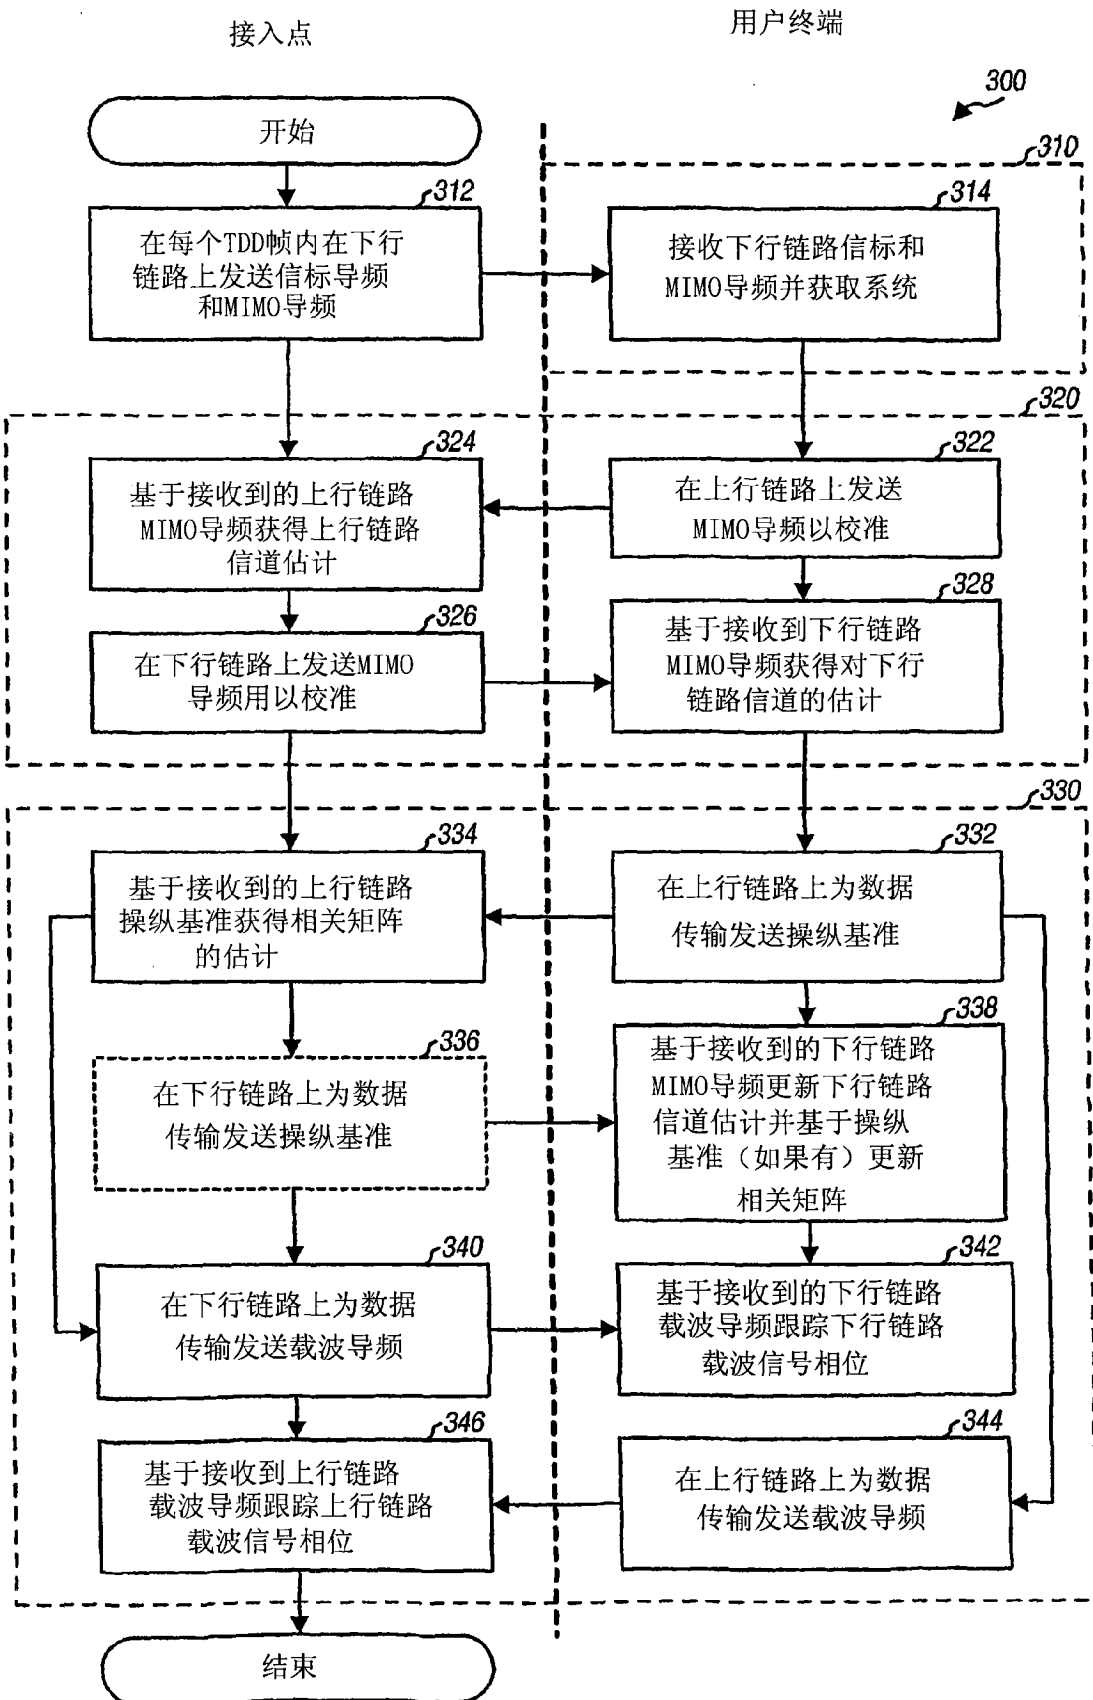 接入点
用户终端
300
开始
310
312
在每个TDD帧内在下行
链路上发送信标导频
和MIMO导频
314
接收下行链路信标和
MIMO导频并获取系统
320
324
基于接收到的上行链路
MIMO导频获得上行链路
信道估计
322
在上行链路上发送
MIMO导频以校准
326
在下行链路上发送MIMO
导频用以校准
328
基于接收到下行链路
MIMO导频获得对下行
链路信道的估计
330
334
基于接收到的上行链路
操纵基准获得相关矩阵
的估计
332
在上行链路上为数据
传输发送操纵基准
336
在下行链路上为数据
传输发送操纵基准
338
基于接收到的下行链路
MIMO导频更新下行链路
信道估计并基于操纵
基准（如果有）更新
相关矩阵
340
在下行链路上为数据
传输发送载波导频
342
基于接收到的下行链路
载波导频跟踪下行链路
载波信号相位
346
基于接收到上行链路
载波导频跟踪上行链路
载波信号相位
344
在上行链路上为数据
传输发送载波导频
结束